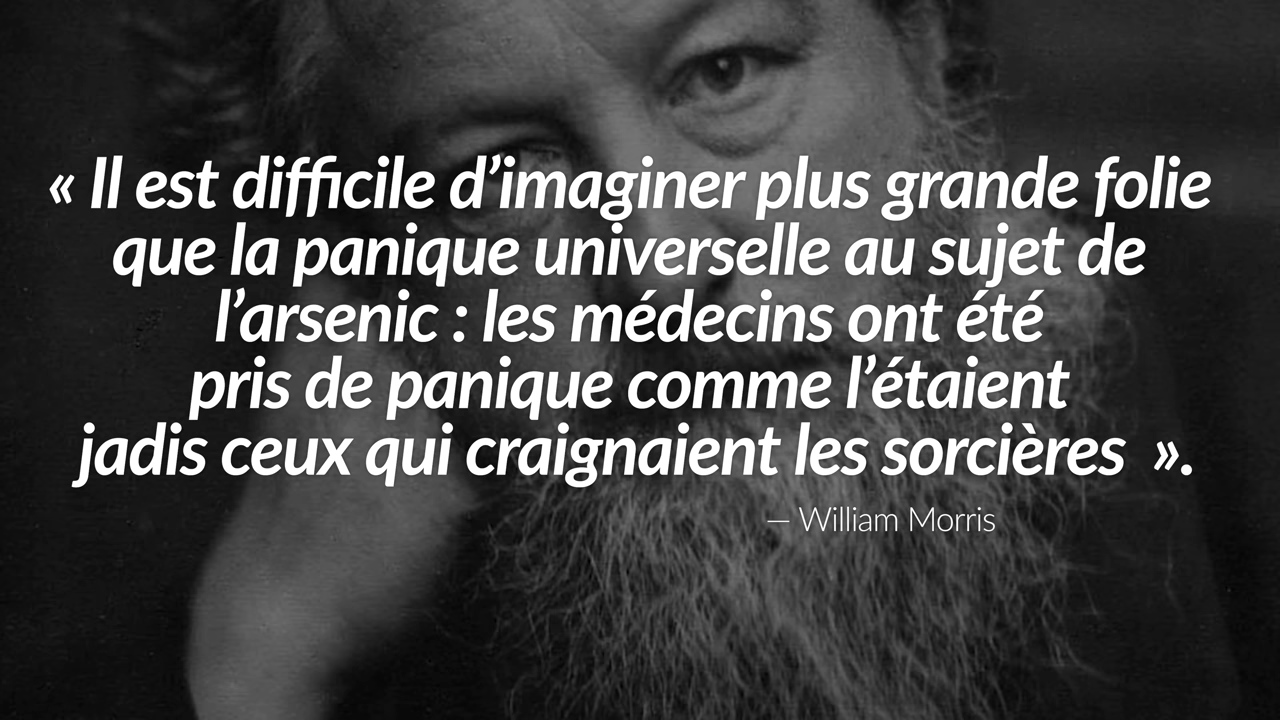 « Il est difficile d’imaginer plus grande folie
que la panique universelle au sujet de
l’arsenic : les médecins ont été
pris de panique comme l’étaient
jadis ceux qui craignaient les sorcières  ».
— William Morris